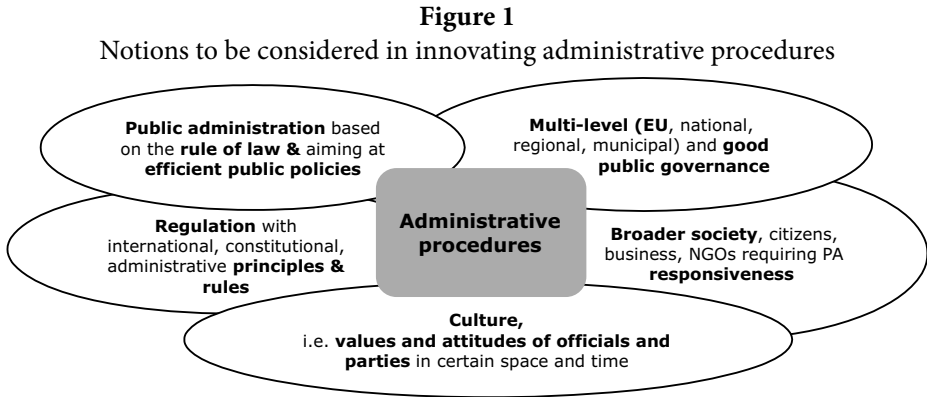 Figure 1
Notions to be considered in innovating administrative procedures
Public administration based
on the rule of law & aiming at
efficient public policies
Multi-level (EU, national,
regional, municipal) and good
public governance
Regulation with
international, constitutional,
administrative principles &
rules
Administrative
procedures
Broader society, citizens,
business, NGOs requiring PA
responsiveness
Culture,
i.e. values and attitudes of officials and
parties in certain space and time